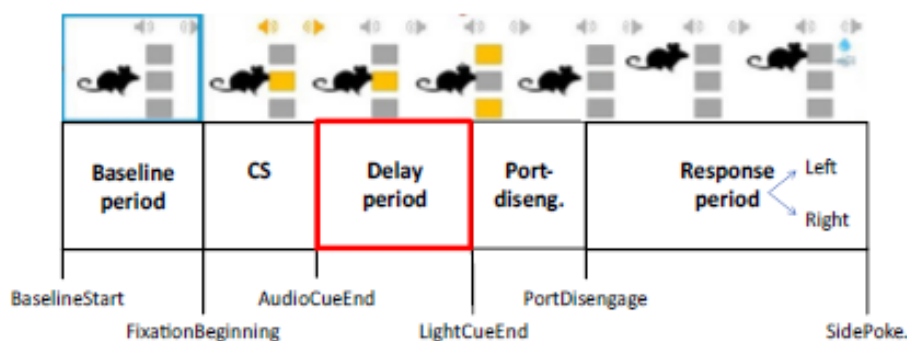 Baseline
period
CS
Delay
period
Port-
diseng.
Response
period
Left
Right
BaselineStart
AudioCueEnd
PortDisengage
FixationBeginning
LightCueEnd
SidePoke.